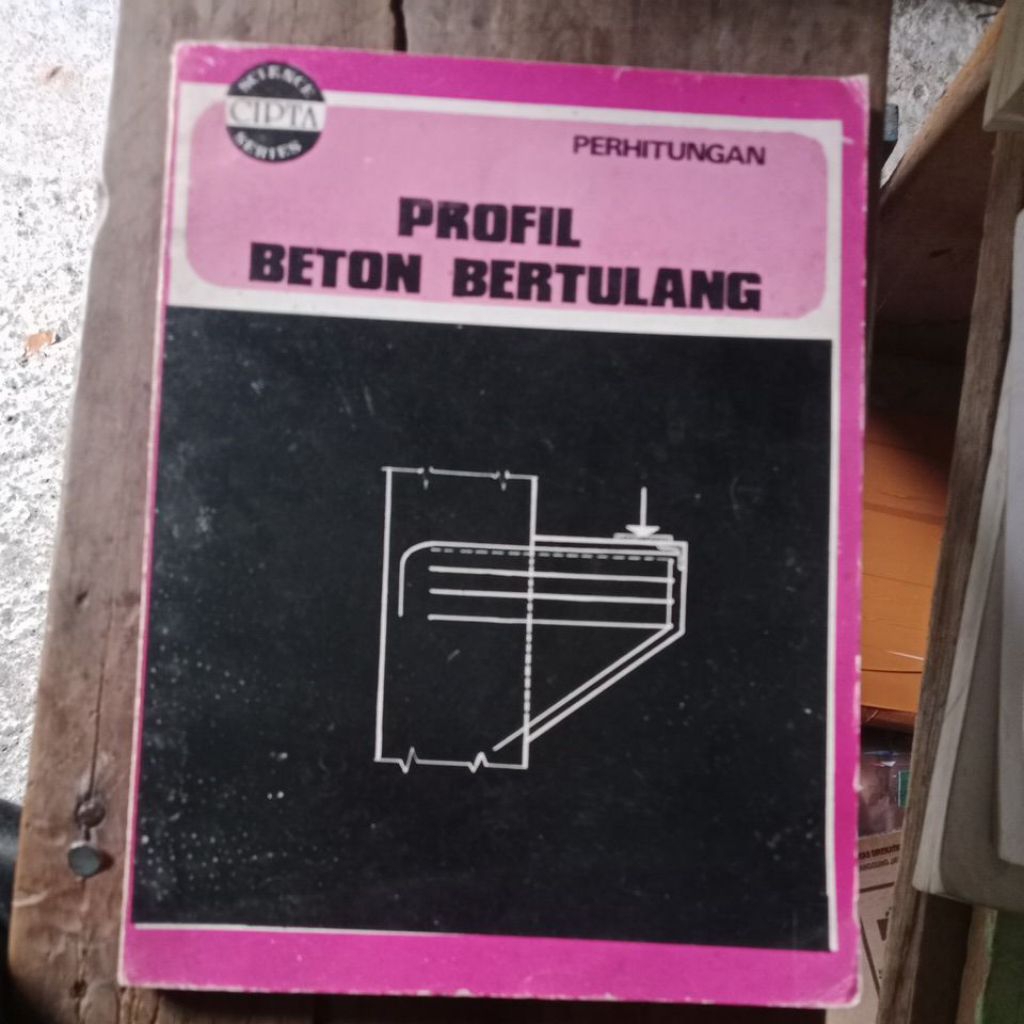 SCIENCE
CIPTA
SERIES
PERHITUNGAN
PROFIL
BETON BERTULANG